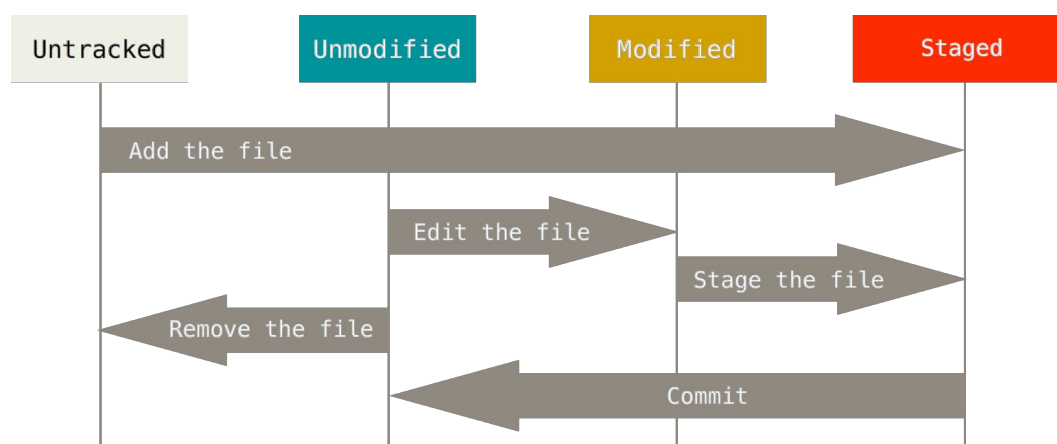 Untracked
Unmodified
Modified
Staged
Add the file
Edit the file
Stage the file
Remove the file
Commit